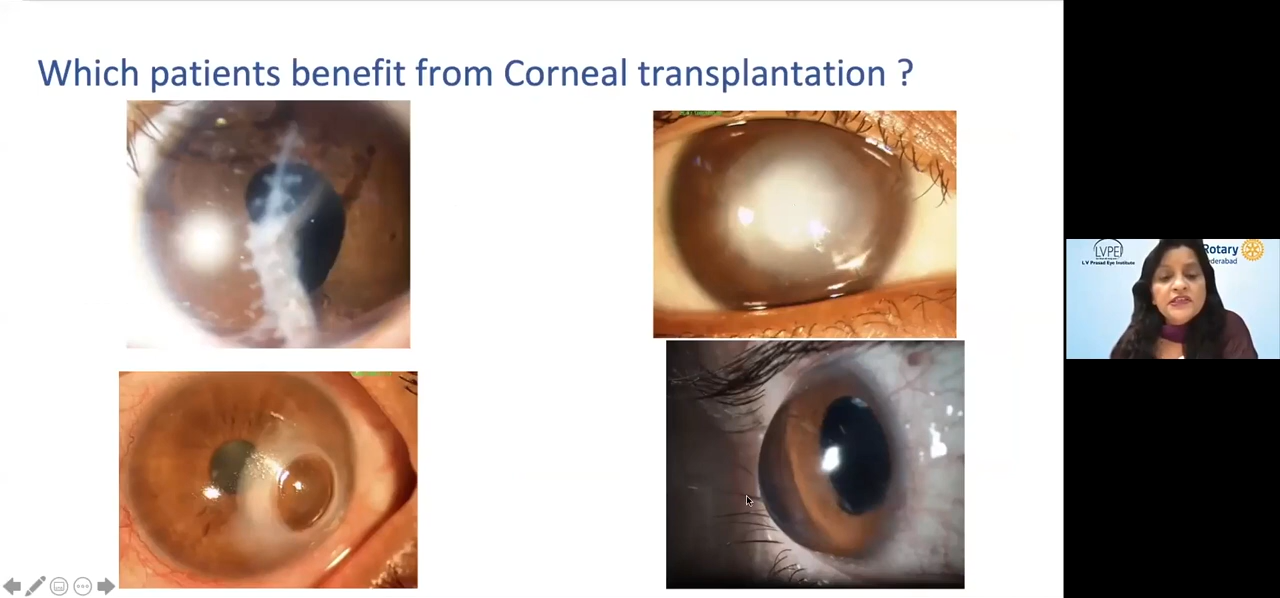 Which patients benefit from Corneal transplantation ?
LVPEI
L V Prasad Eye Institute
Rotary